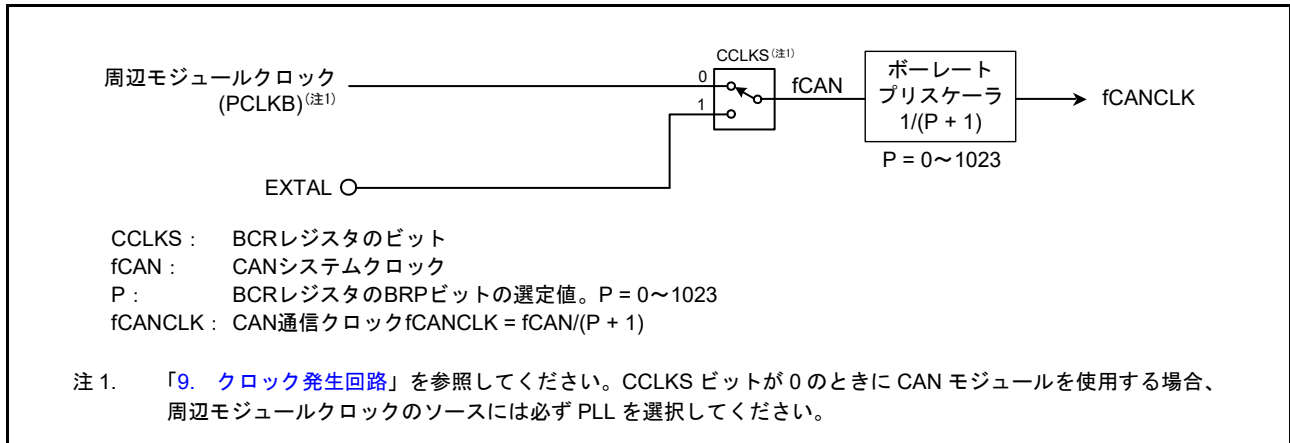 周辺モジュールクロック
(PCLKB)(注1)
CCLKS(注1)
0
1
fCAN
ボーレート
プリスケーラ
1/(P + 1)
fCANCLK
P = 0～1023
EXTAL
CCLKS : BCRレジスタのビット
fCAN : CANシステムクロック
P : BCRレジスタのBRPビットの選定値。P = 0～1023
fCANCLK : CAN通信クロックfCANCLK = fCAN/(P + 1)
注 1. 「9. クロック発生回路」を参照してください。CCLKS ビットが 0 のときに CAN モジュールを使用する場合、
周辺モジュールクロックのソースには必ず PLL を選択してください。